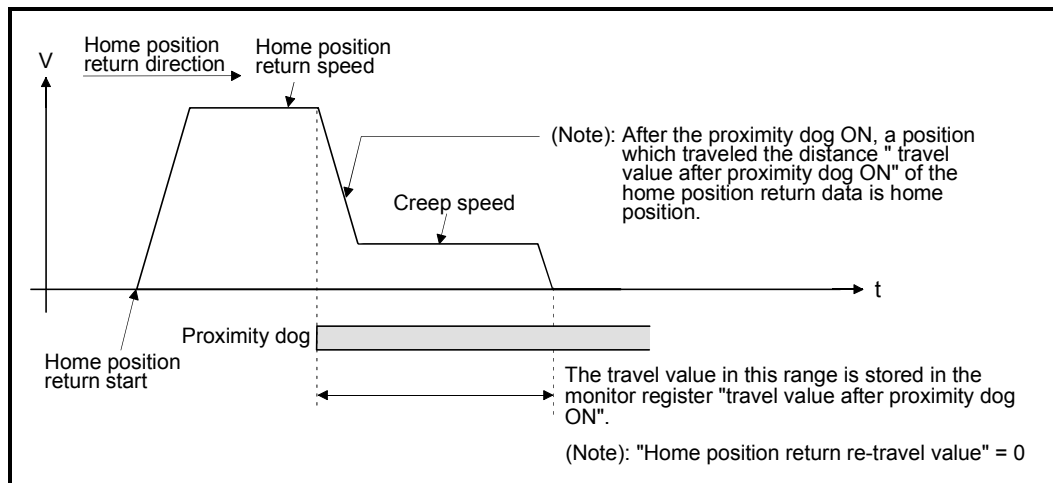 Home position
return direction
Home position
return speed
V
(Note): After the proximity dog ON, a position
which traveled the distance " travel
value after proximity dog ON" of the
home position return data is home
position.
Creep speed
t
Proximity dog
Home position
return start
The travel value in this range is stored in the
monitor register "travel value after proximity dog
ON".
(Note): "Home position return re-travel value" = 0